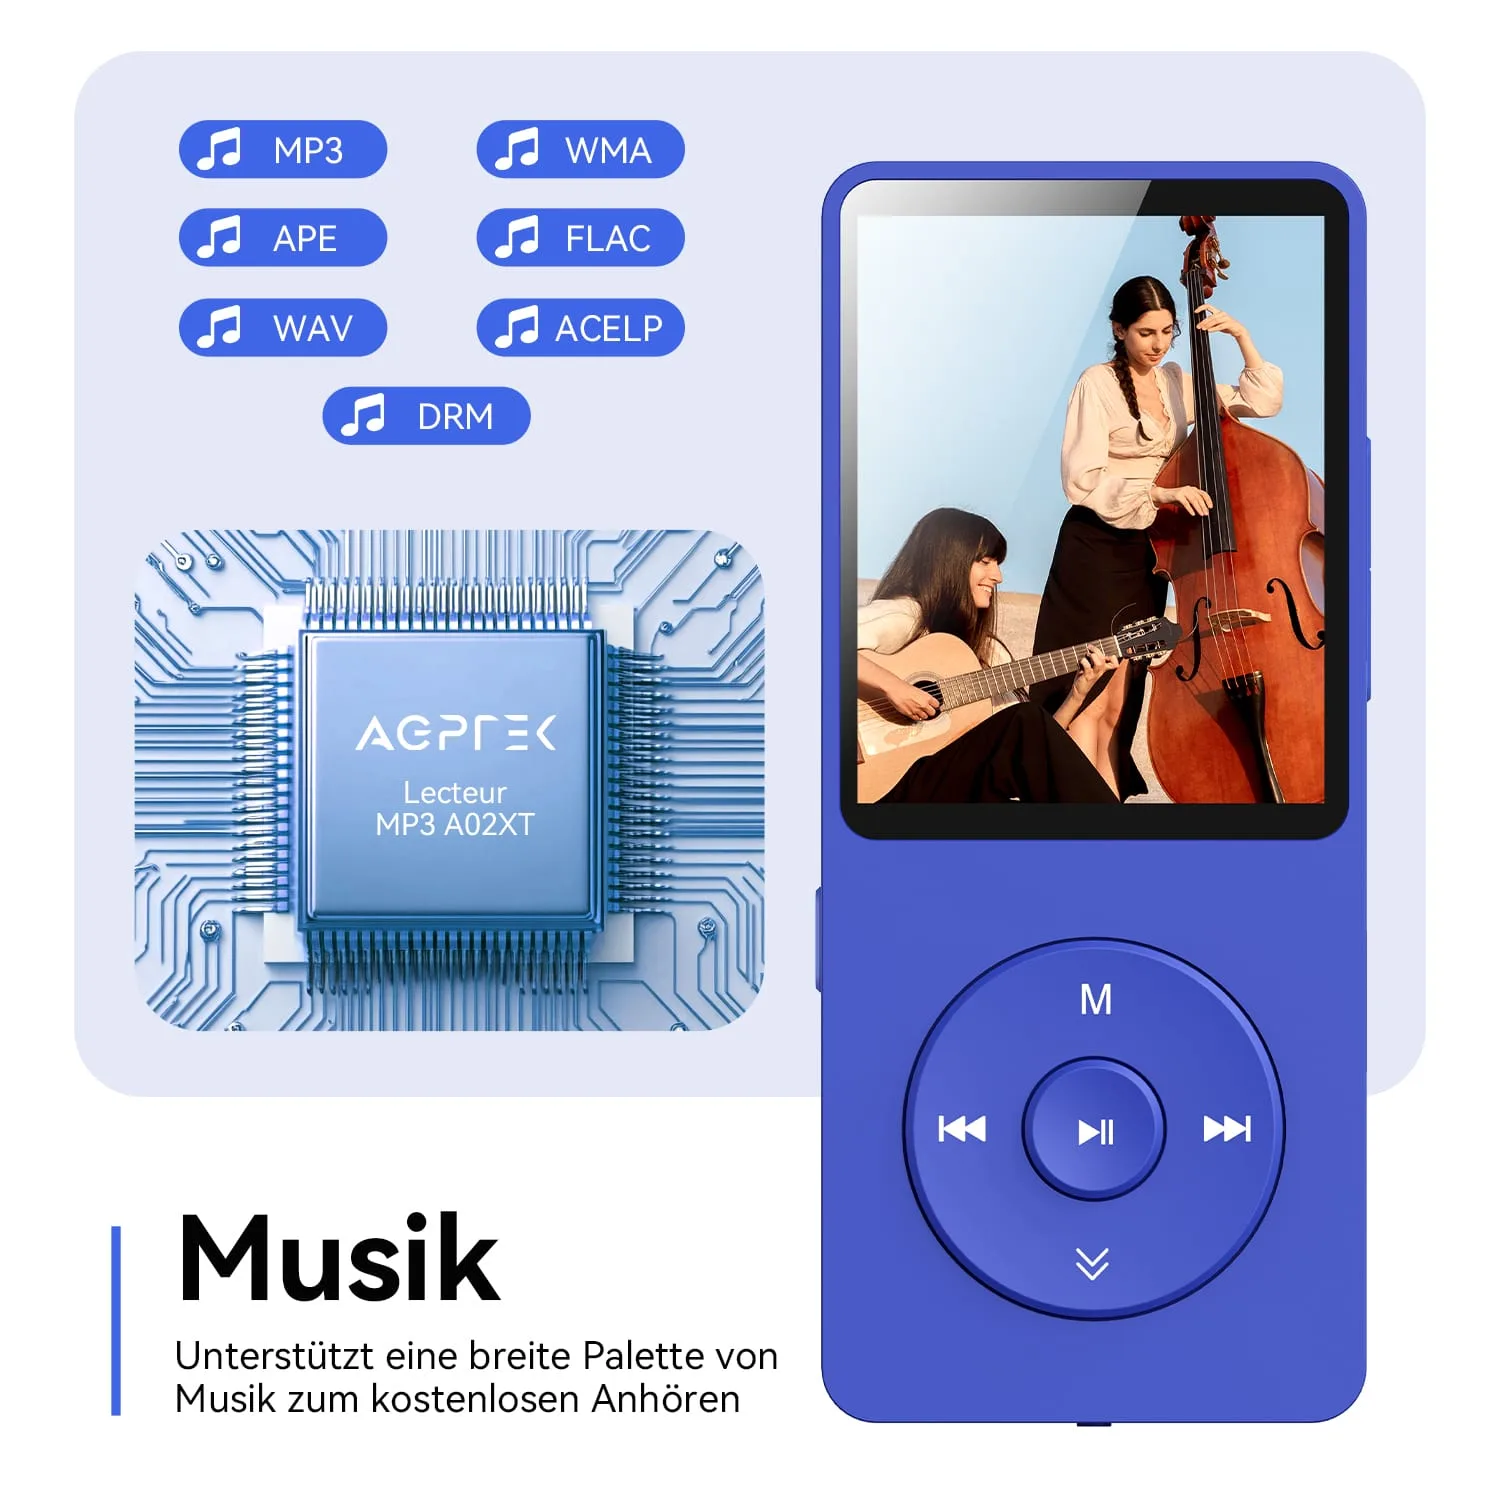 MP3
WMA
APE
FLAC
WAV
ACELP
DRM
AGPTEK
Lecteur
MP3 A02XT
M
Musik
Unterstützt eine breite Palette von
Musik zum kostenlosen Anhören